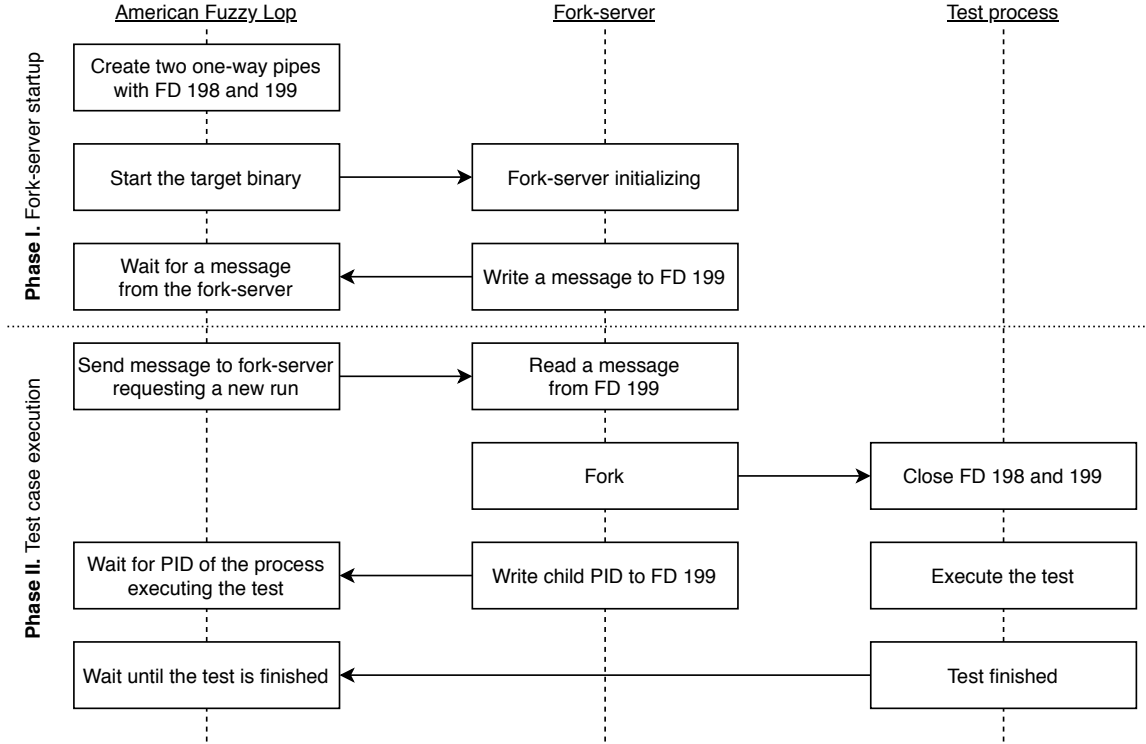 American Fuzzy Lop
Fork-server
Test process
Phase I. Fork-server startup
Create two one-way pipes
with FD 198 and 199
Start the target binary
Fork-server initializing
Wait for a message
from the fork-server
Write a message to FD 199
Phase II. Test case execution
Send message to fork-server
requesting a new run
Read a message
from FD 199
Fork
Close FD 198 and 199
Wait for PID of the process
executing the test
Write child PID to FD 199
Execute the test
Wait until the test is finished
Test finished